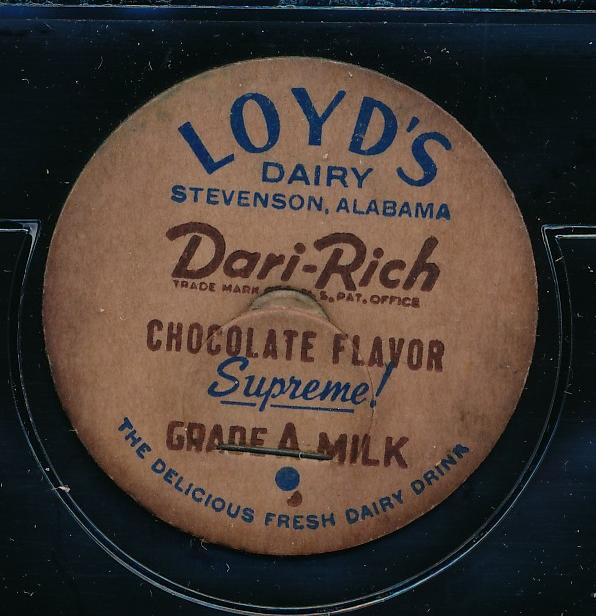 LOYD'S
DAIRY
STEVENSON, ALABAMA
Dari-Rich
TRADE MARK S. PAT. OFFICE
CHOCOLATE FLAVOR
Supreme!
GRADE A MILK
THE DELICIOUS FRESH DAIRY DRINK